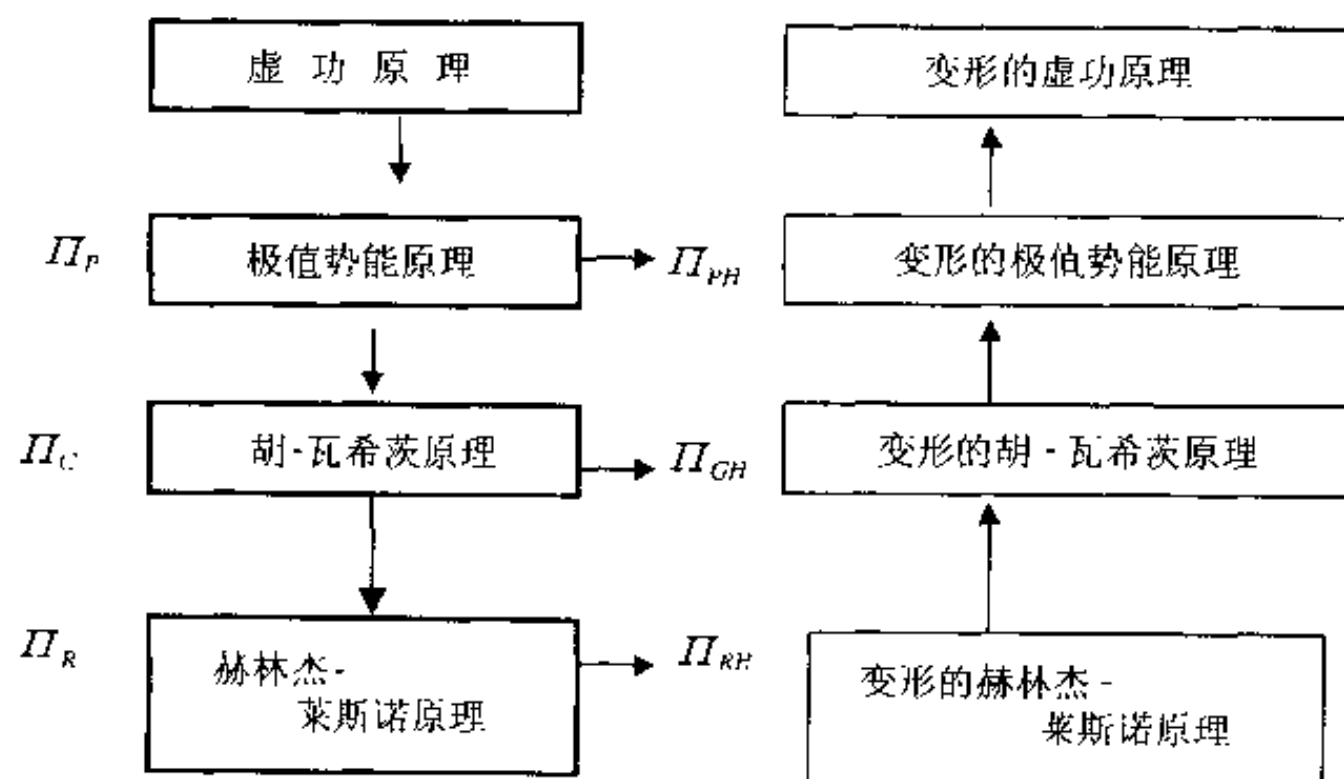 虚功原理
变形的虚功原理
Π_P
极值势能原理
Π_PH
变形的极值势能原理
Π_G
胡-瓦希茨原理
Π_GH
变形的胡-瓦希茨原理
Π_R
赫林杰-
莱斯诺原理
Π_RH
变形的赫林杰-
莱斯诺原理